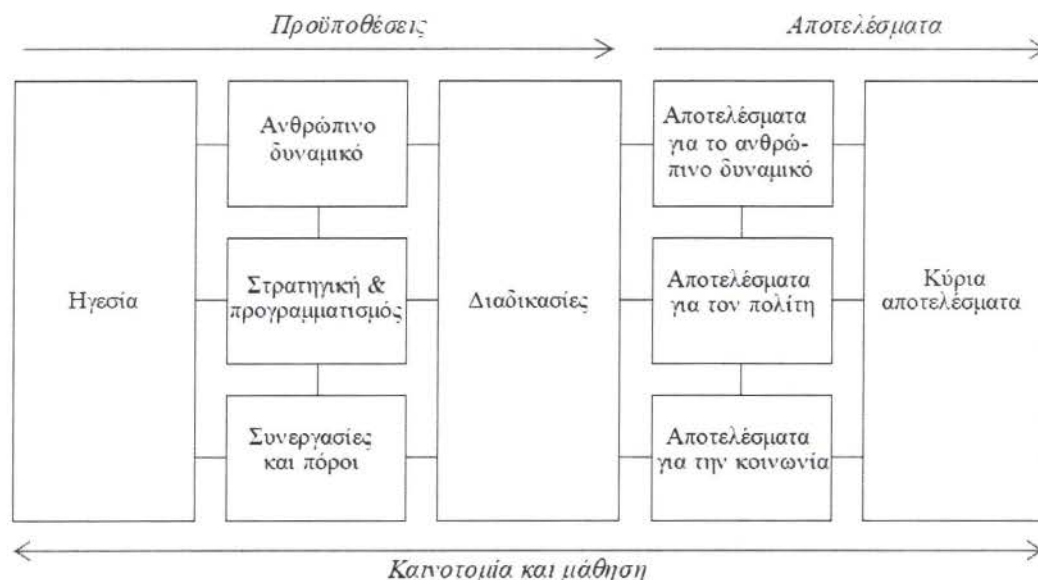 Προϋποθέσεις
Αποτελέσματα
Ηγεσία
Ανθρώπινο
δυναμικό
Στρατηγική &
προγραμματισμός
Συνεργασίες
και πόροι
Διαδικασίες
Αποτελέσματα
για το ανθρώ-
πινο δυναμικό
Αποτελέσματα
για τον πολίτη
Αποτελέσματα
για την κοινωνία
Κύρια
αποτελέσματα
Καινοτομία και μάθηση